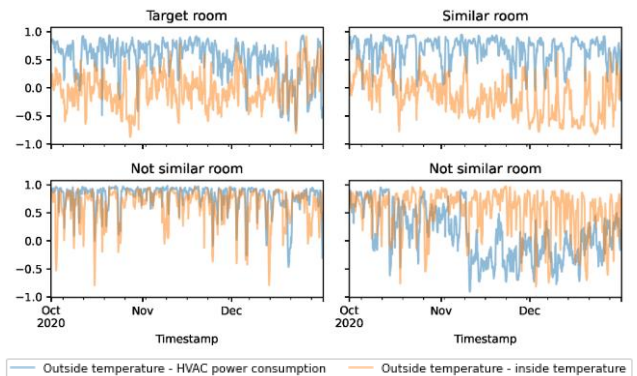 Target room
Similar room
1.0
0.5
0.0
−0.5
−1.0
Not similar room
Not similar room
1.0
0.5
0.0
−0.5
−1.0
Oct
2020
Nov
Dec
Oct
2020
Nov
Dec
Timestamp
Timestamp
Outside temperature - HVAC power consumption
Outside temperature - inside temperature